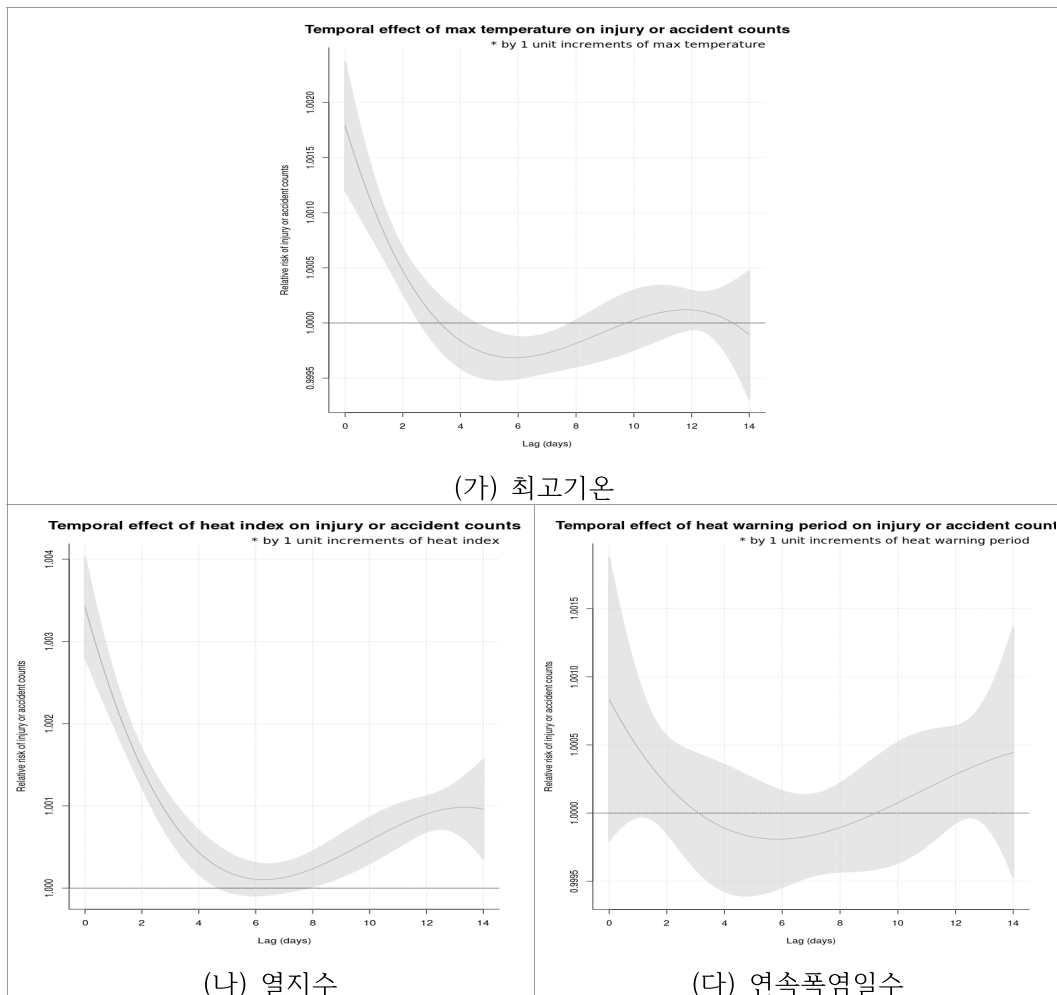 Temporal effect of max temperature on injury or accident counts
* by 1 unit increments of max temperature
Relative risk of injury or accident counts
1.0020
1.0015
1.0010
1.0005
1.0000
0.9995
0 2 4 6 8 10 12 14
Lag (days)
(가) 최고기온
Temporal effect of heat index on injury or accident counts
* by 1 unit increments of heat index
Relative risk of injury or accident counts
1.004
1.003
1.002
1.001
1.000
0 2 4 6 8 10 12 14
Lag (days)
(나) 열지수
Temporal effect of heat warning period on injury or accident count
* by 1 unit increments of heat warning period
Relative risk of injury or accident counts
1.0015
1.0010
1.0005
1.0000
0.9995
0 2 4 6 8 10 12 14
Lag (days)
(다) 연속폭염일수